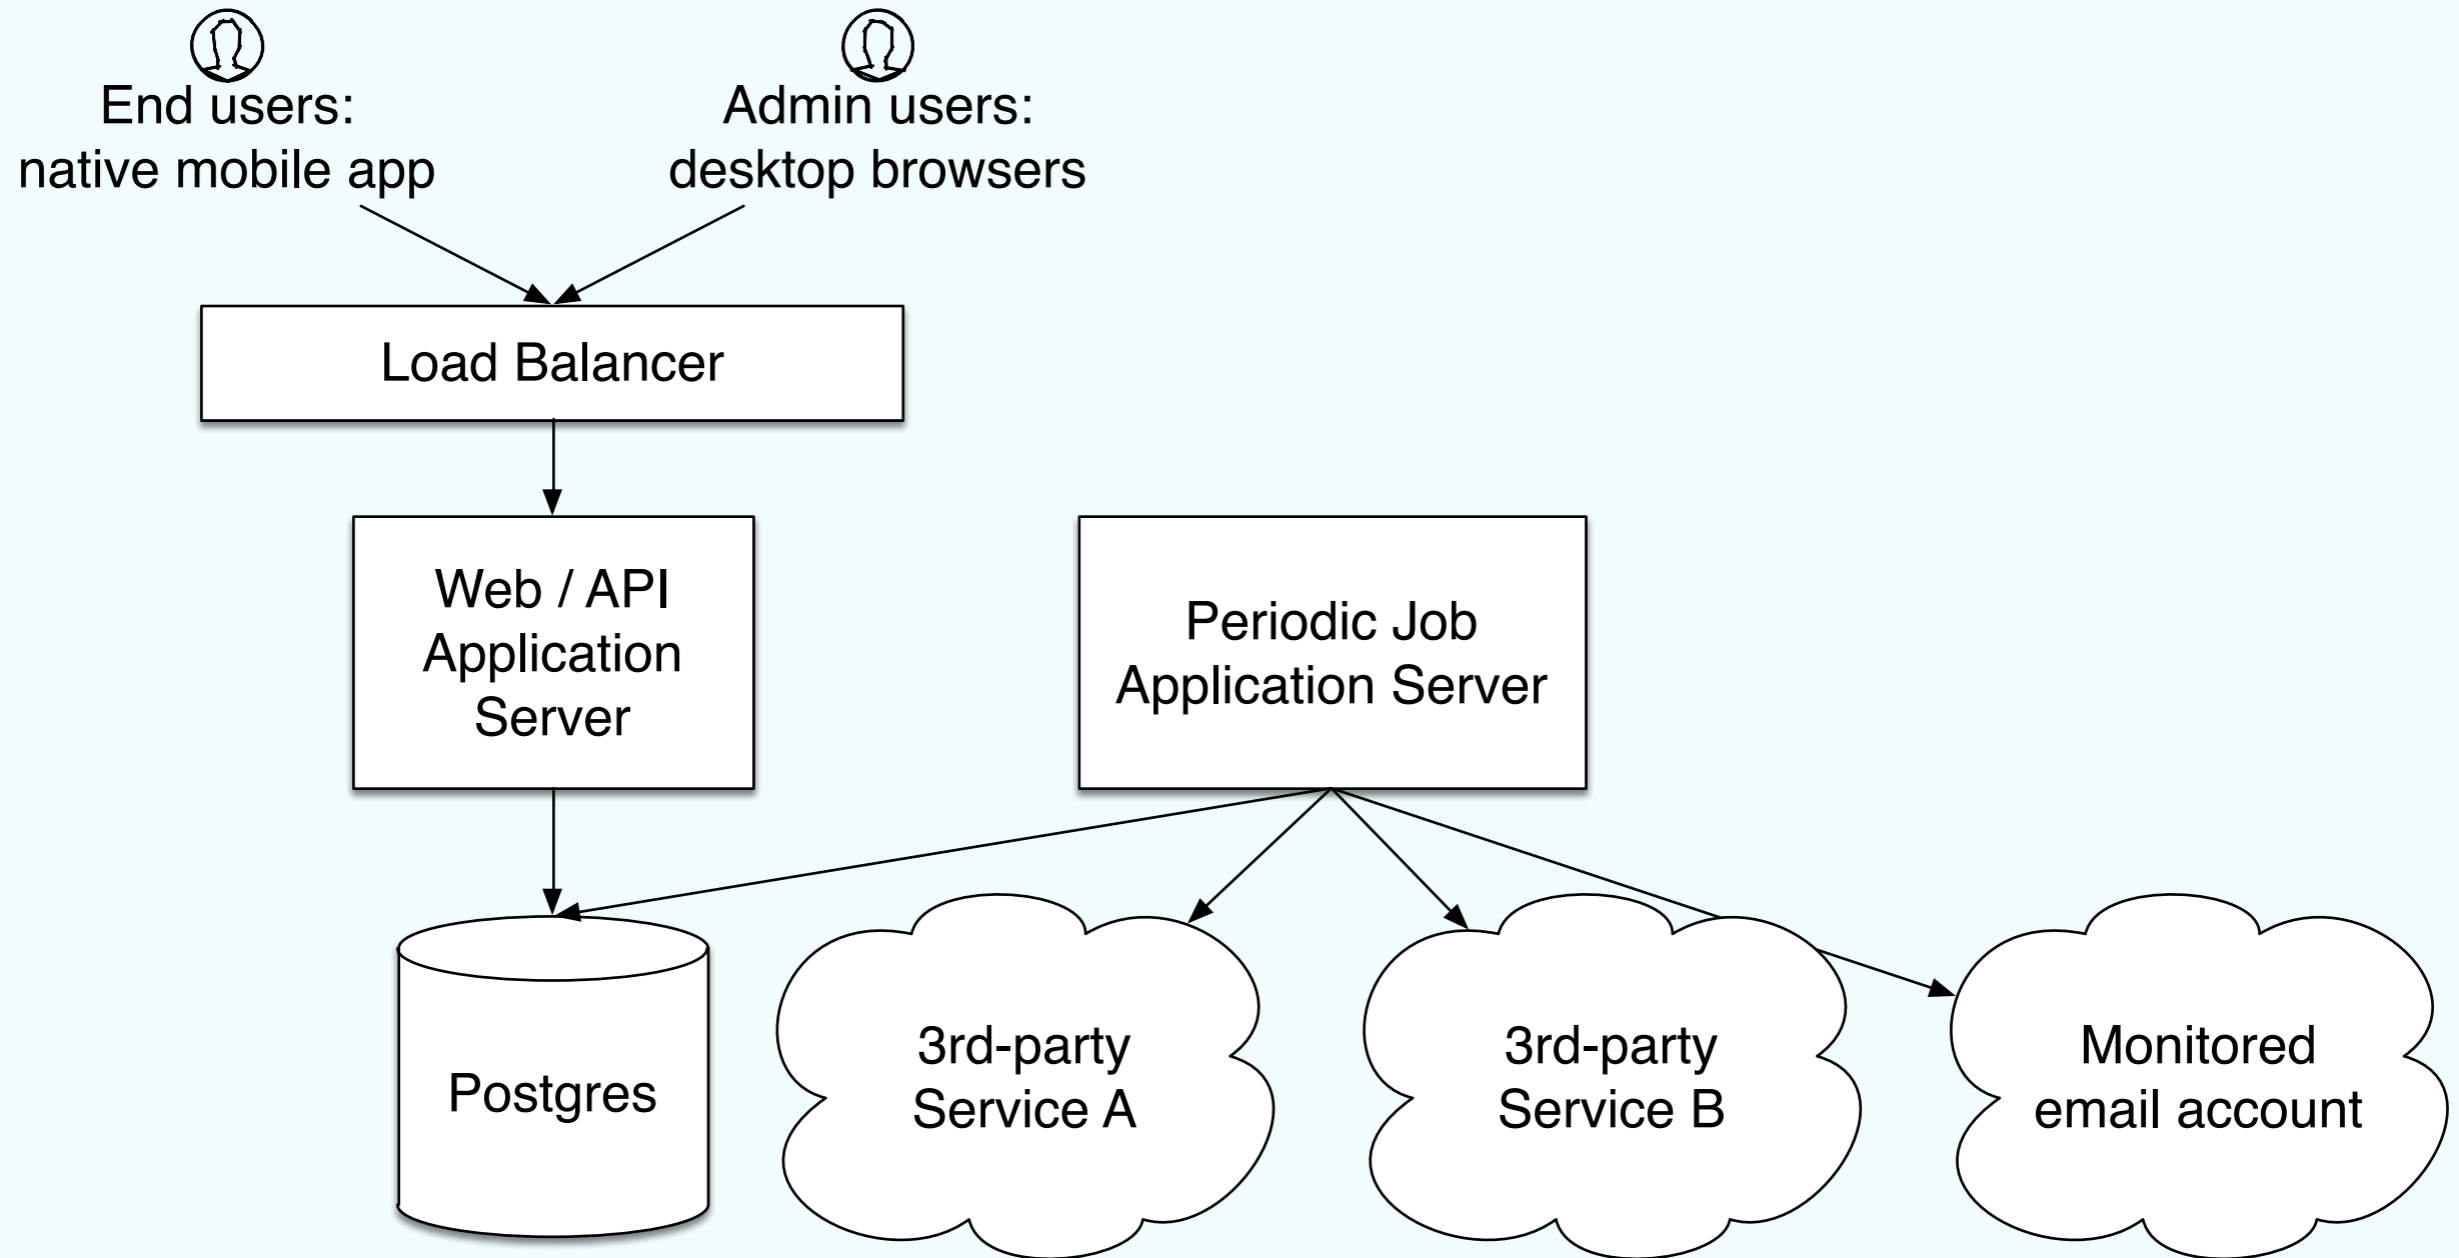 End users:
native mobile app
Admin users:
desktop browsers
Load Balancer
Web / API
Application
Server
Periodic Job
Application Server
Postgres
3rd-party
Service A
3rd-party
Service B
Monitored
email account